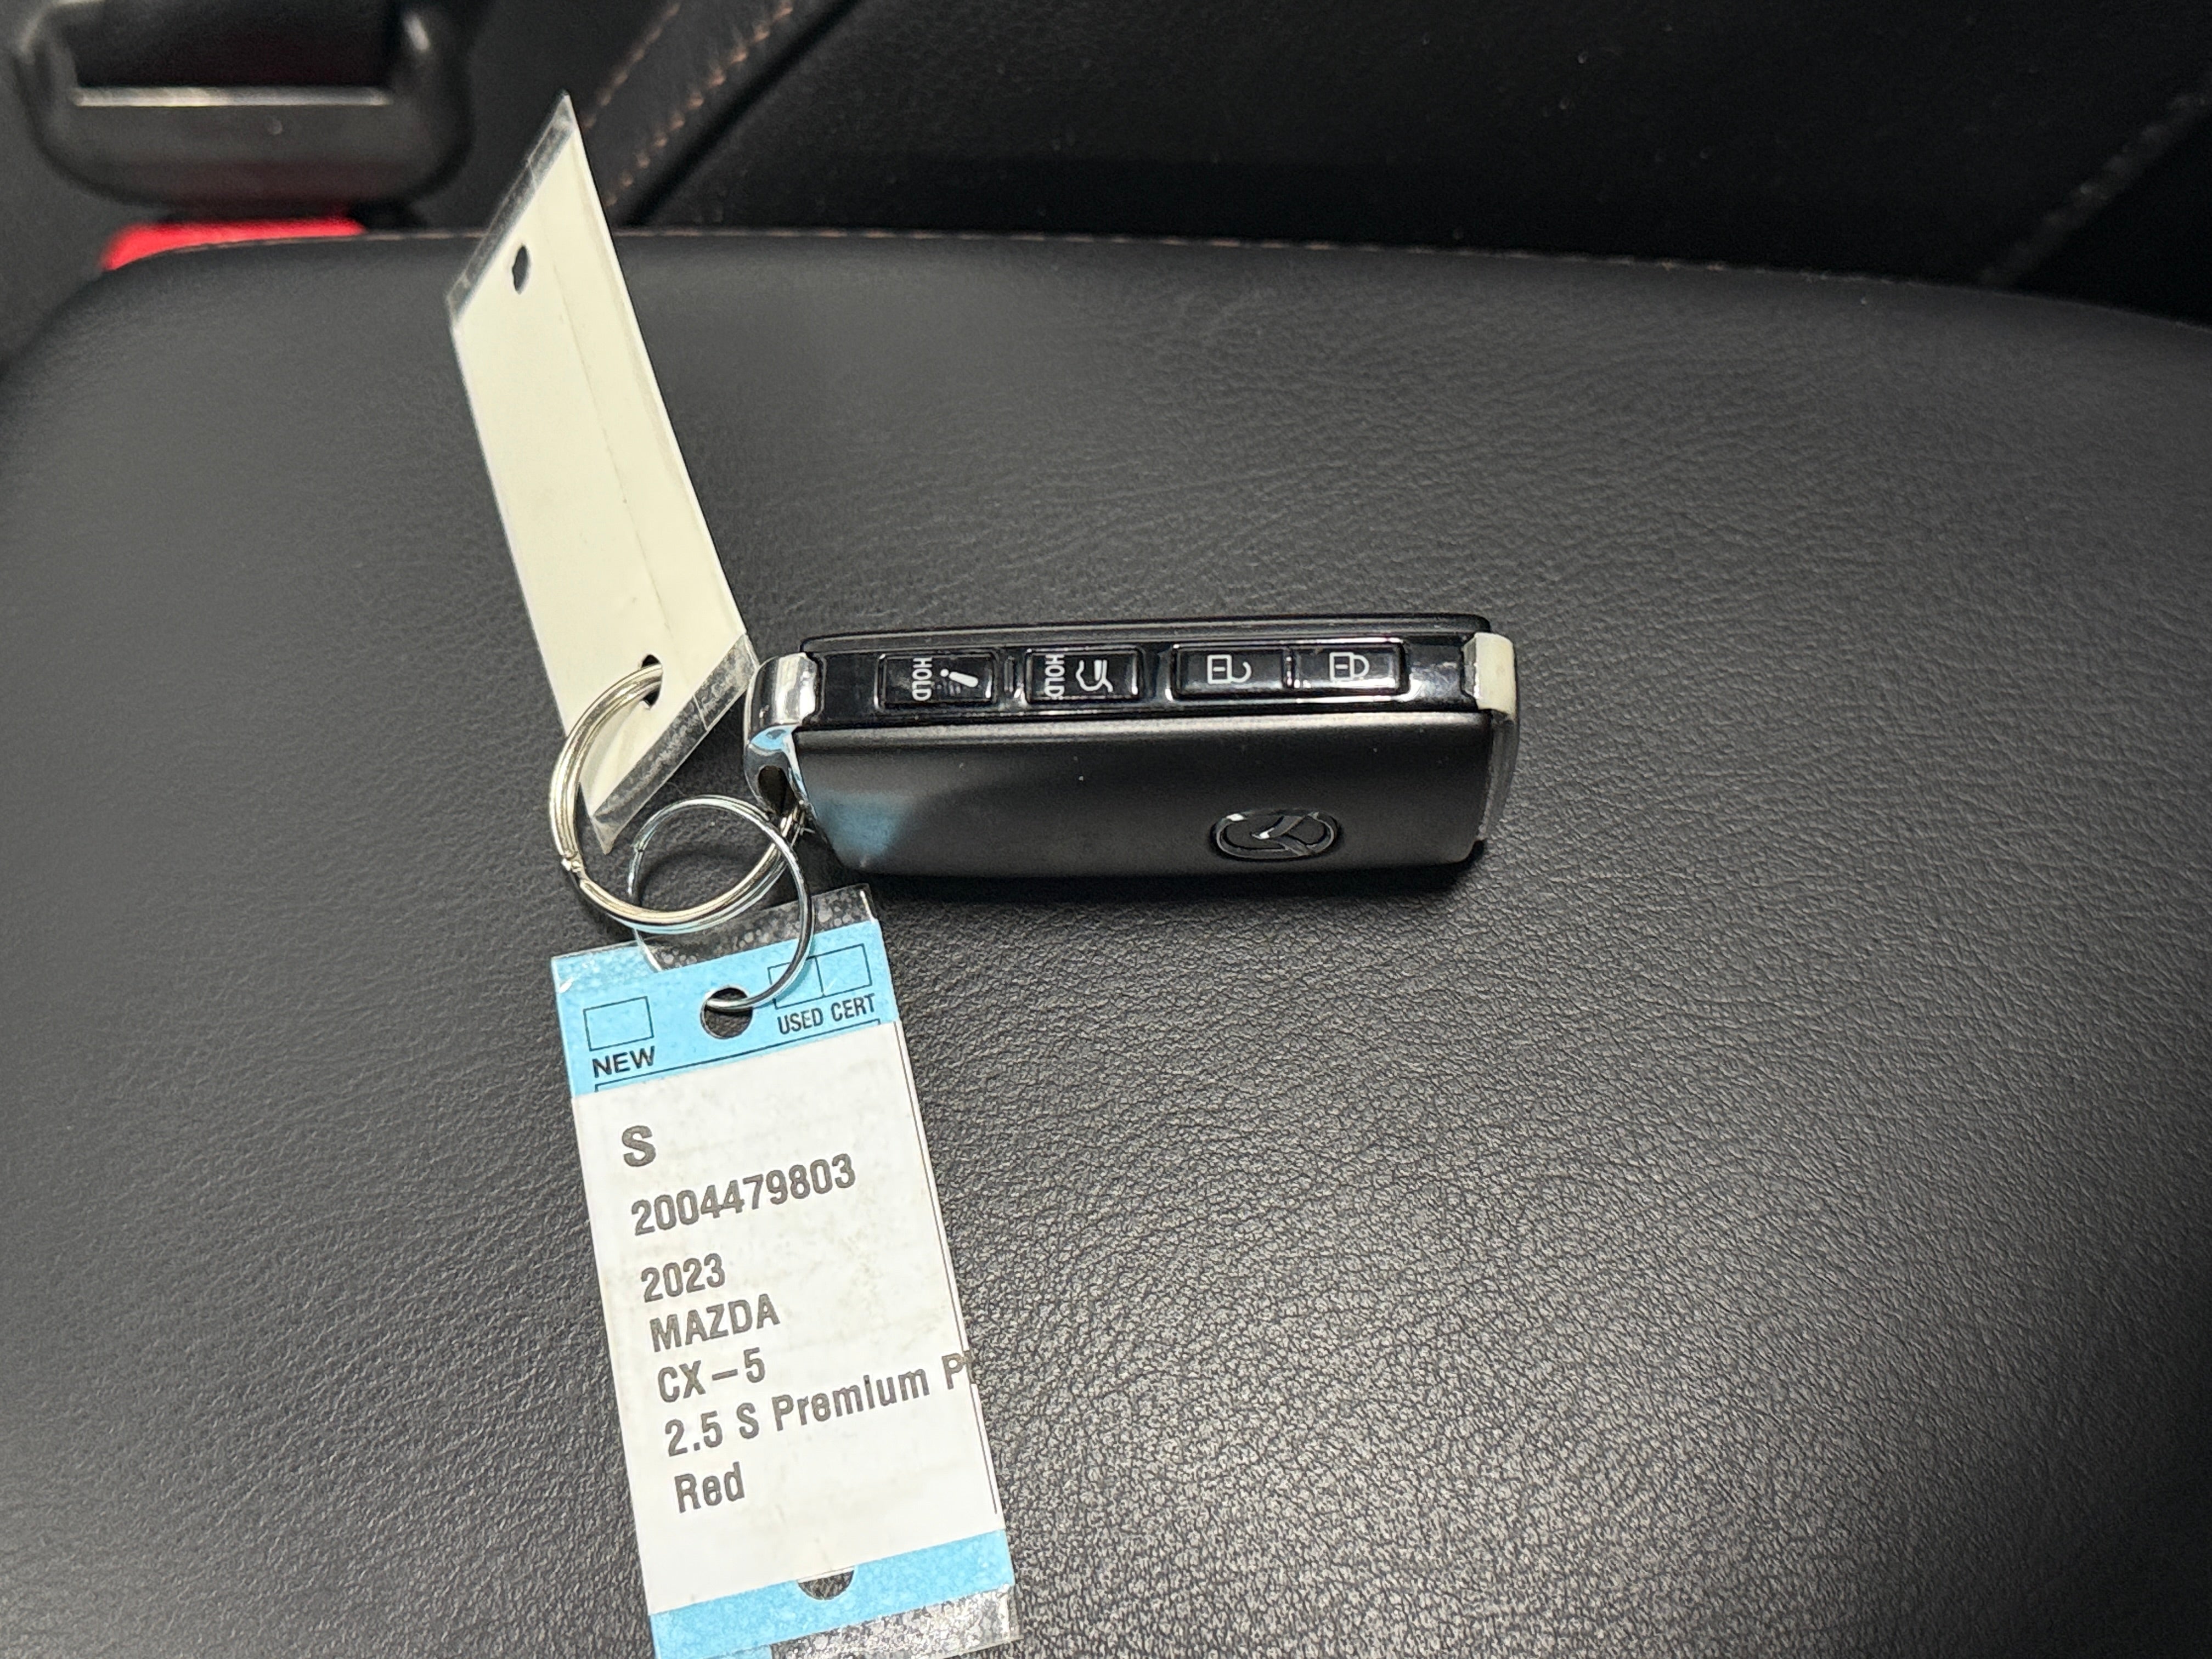 HOLD
HOLD
NEW
USED CERT
S
2004479803
2023
MAZDA
CX-5
2.5 S Premium P
Red